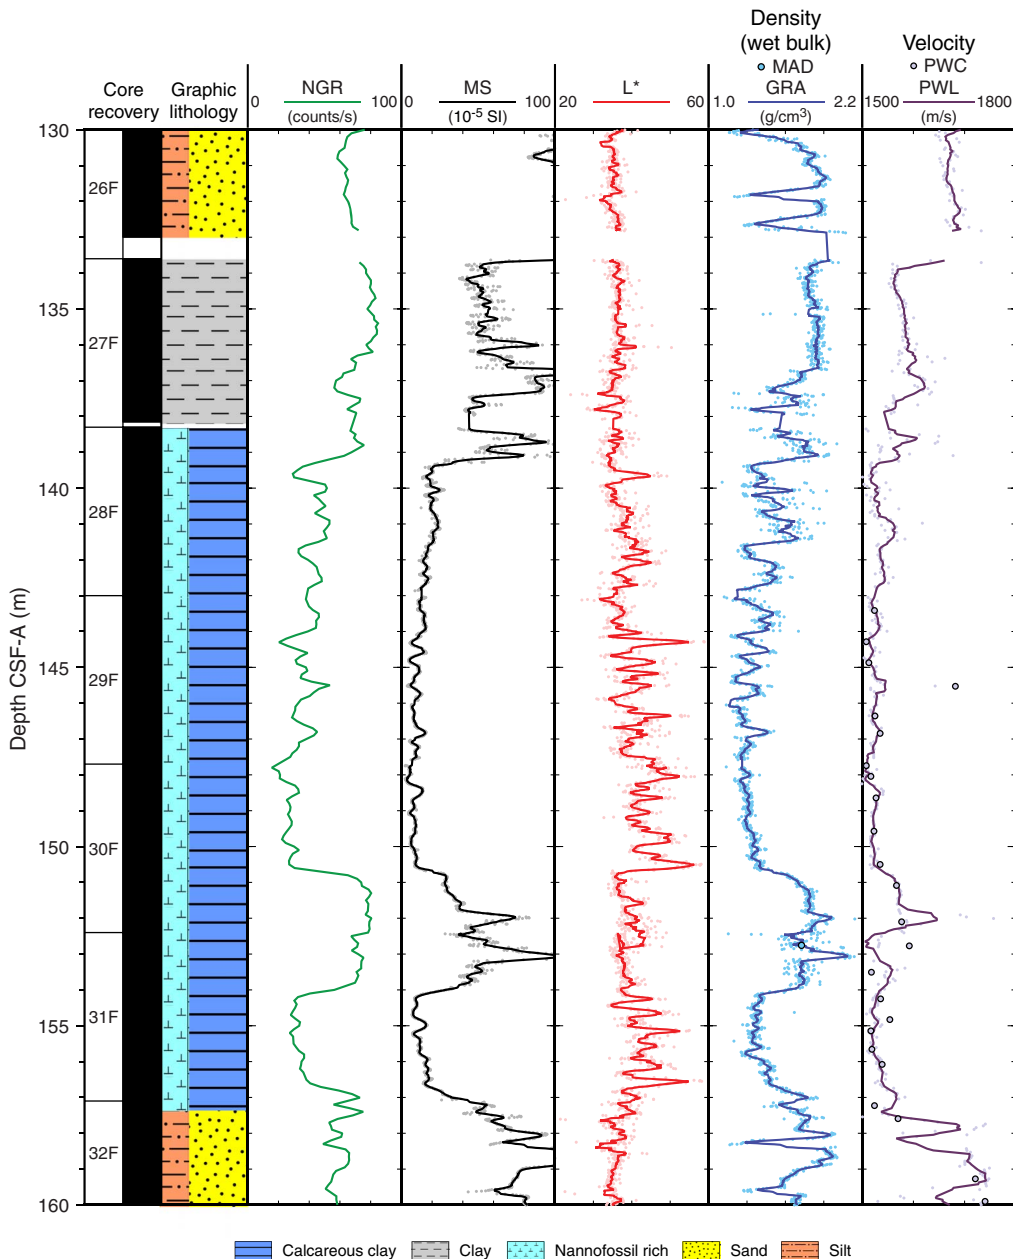 Density
(wet bulk)
Velocity
MAD
PWC
Core
recovery
Graphic
lithology
0 NGR 100
(counts/s)
0 MS 100
(10⁻⁵ SI)
20 L* 60
1.0 GRA 2.2
(g/cm³)
1500 PWL 1800
(m/s)
130
26F
135
27F
140
28F
Depth CSF-A (m)
145
29F
150
30F
155
31F
32F
160
Calcareous clay
Clay
Nannofossil rich
Sand
Silt